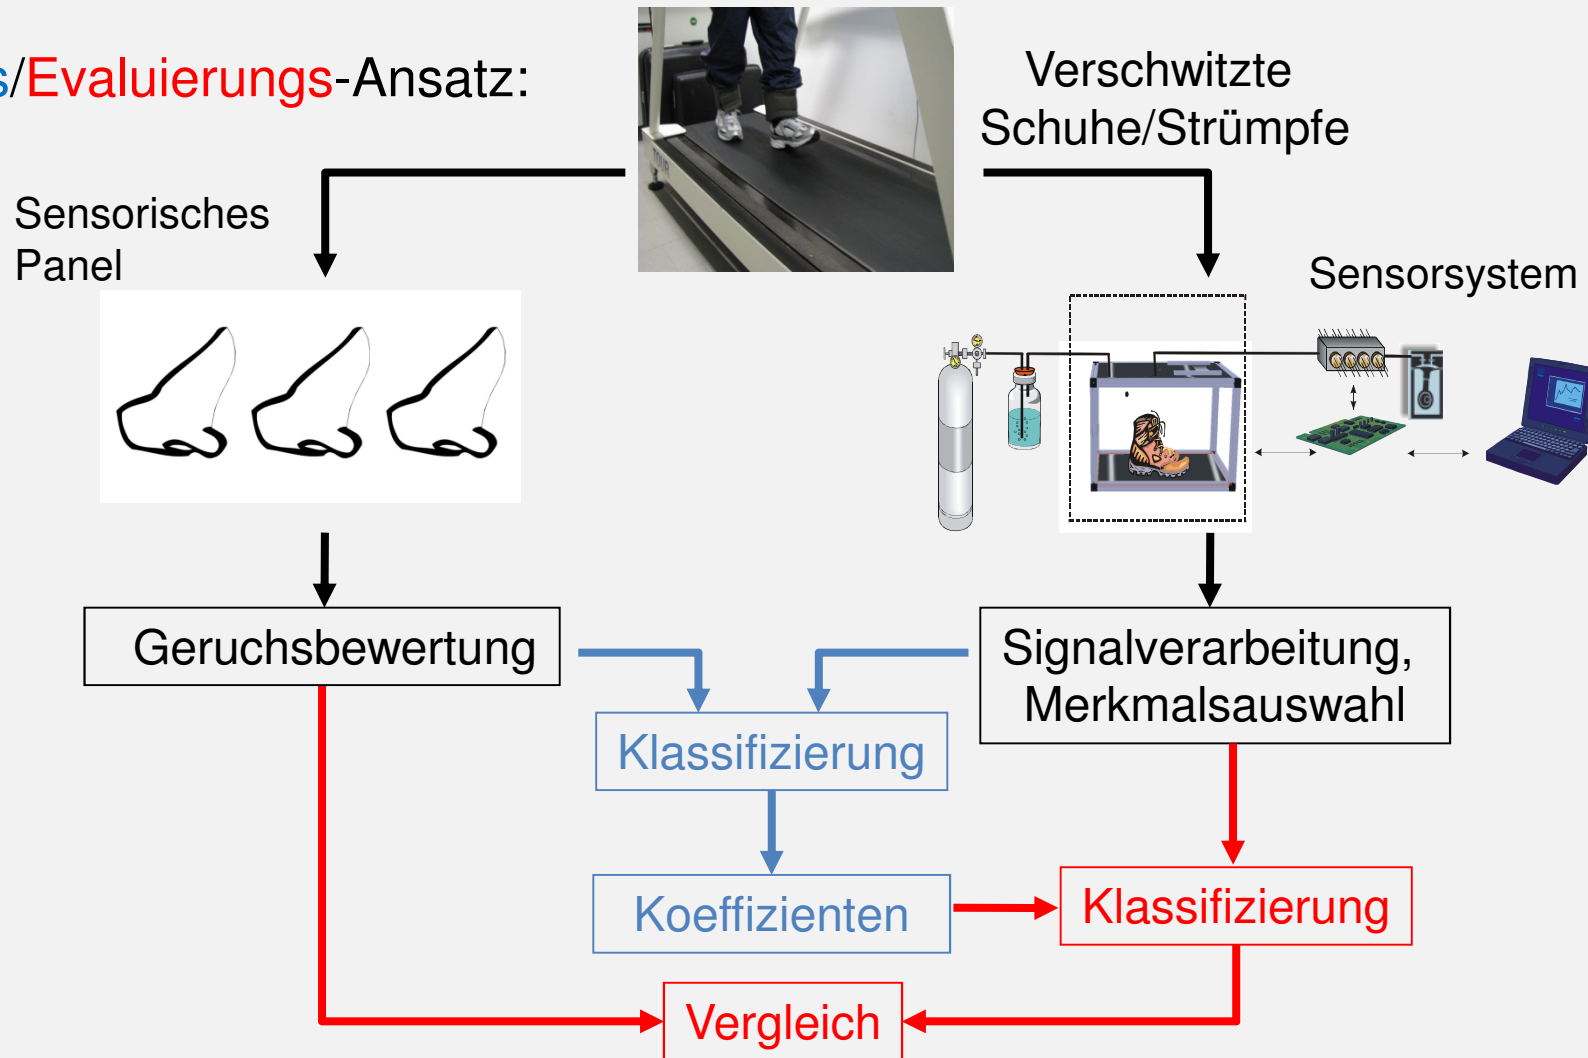 s/Evaluierungs-Ansatz:
Verschwitzte
Schuhe/Strümpfe
Sensorisches
Panel
Sensorsystem
Geruchsbewertung
Signalverarbeitung,
Merkmalsauswahl
Klassifizierung
Koeffizienten
Klassifizierung
Vergleich